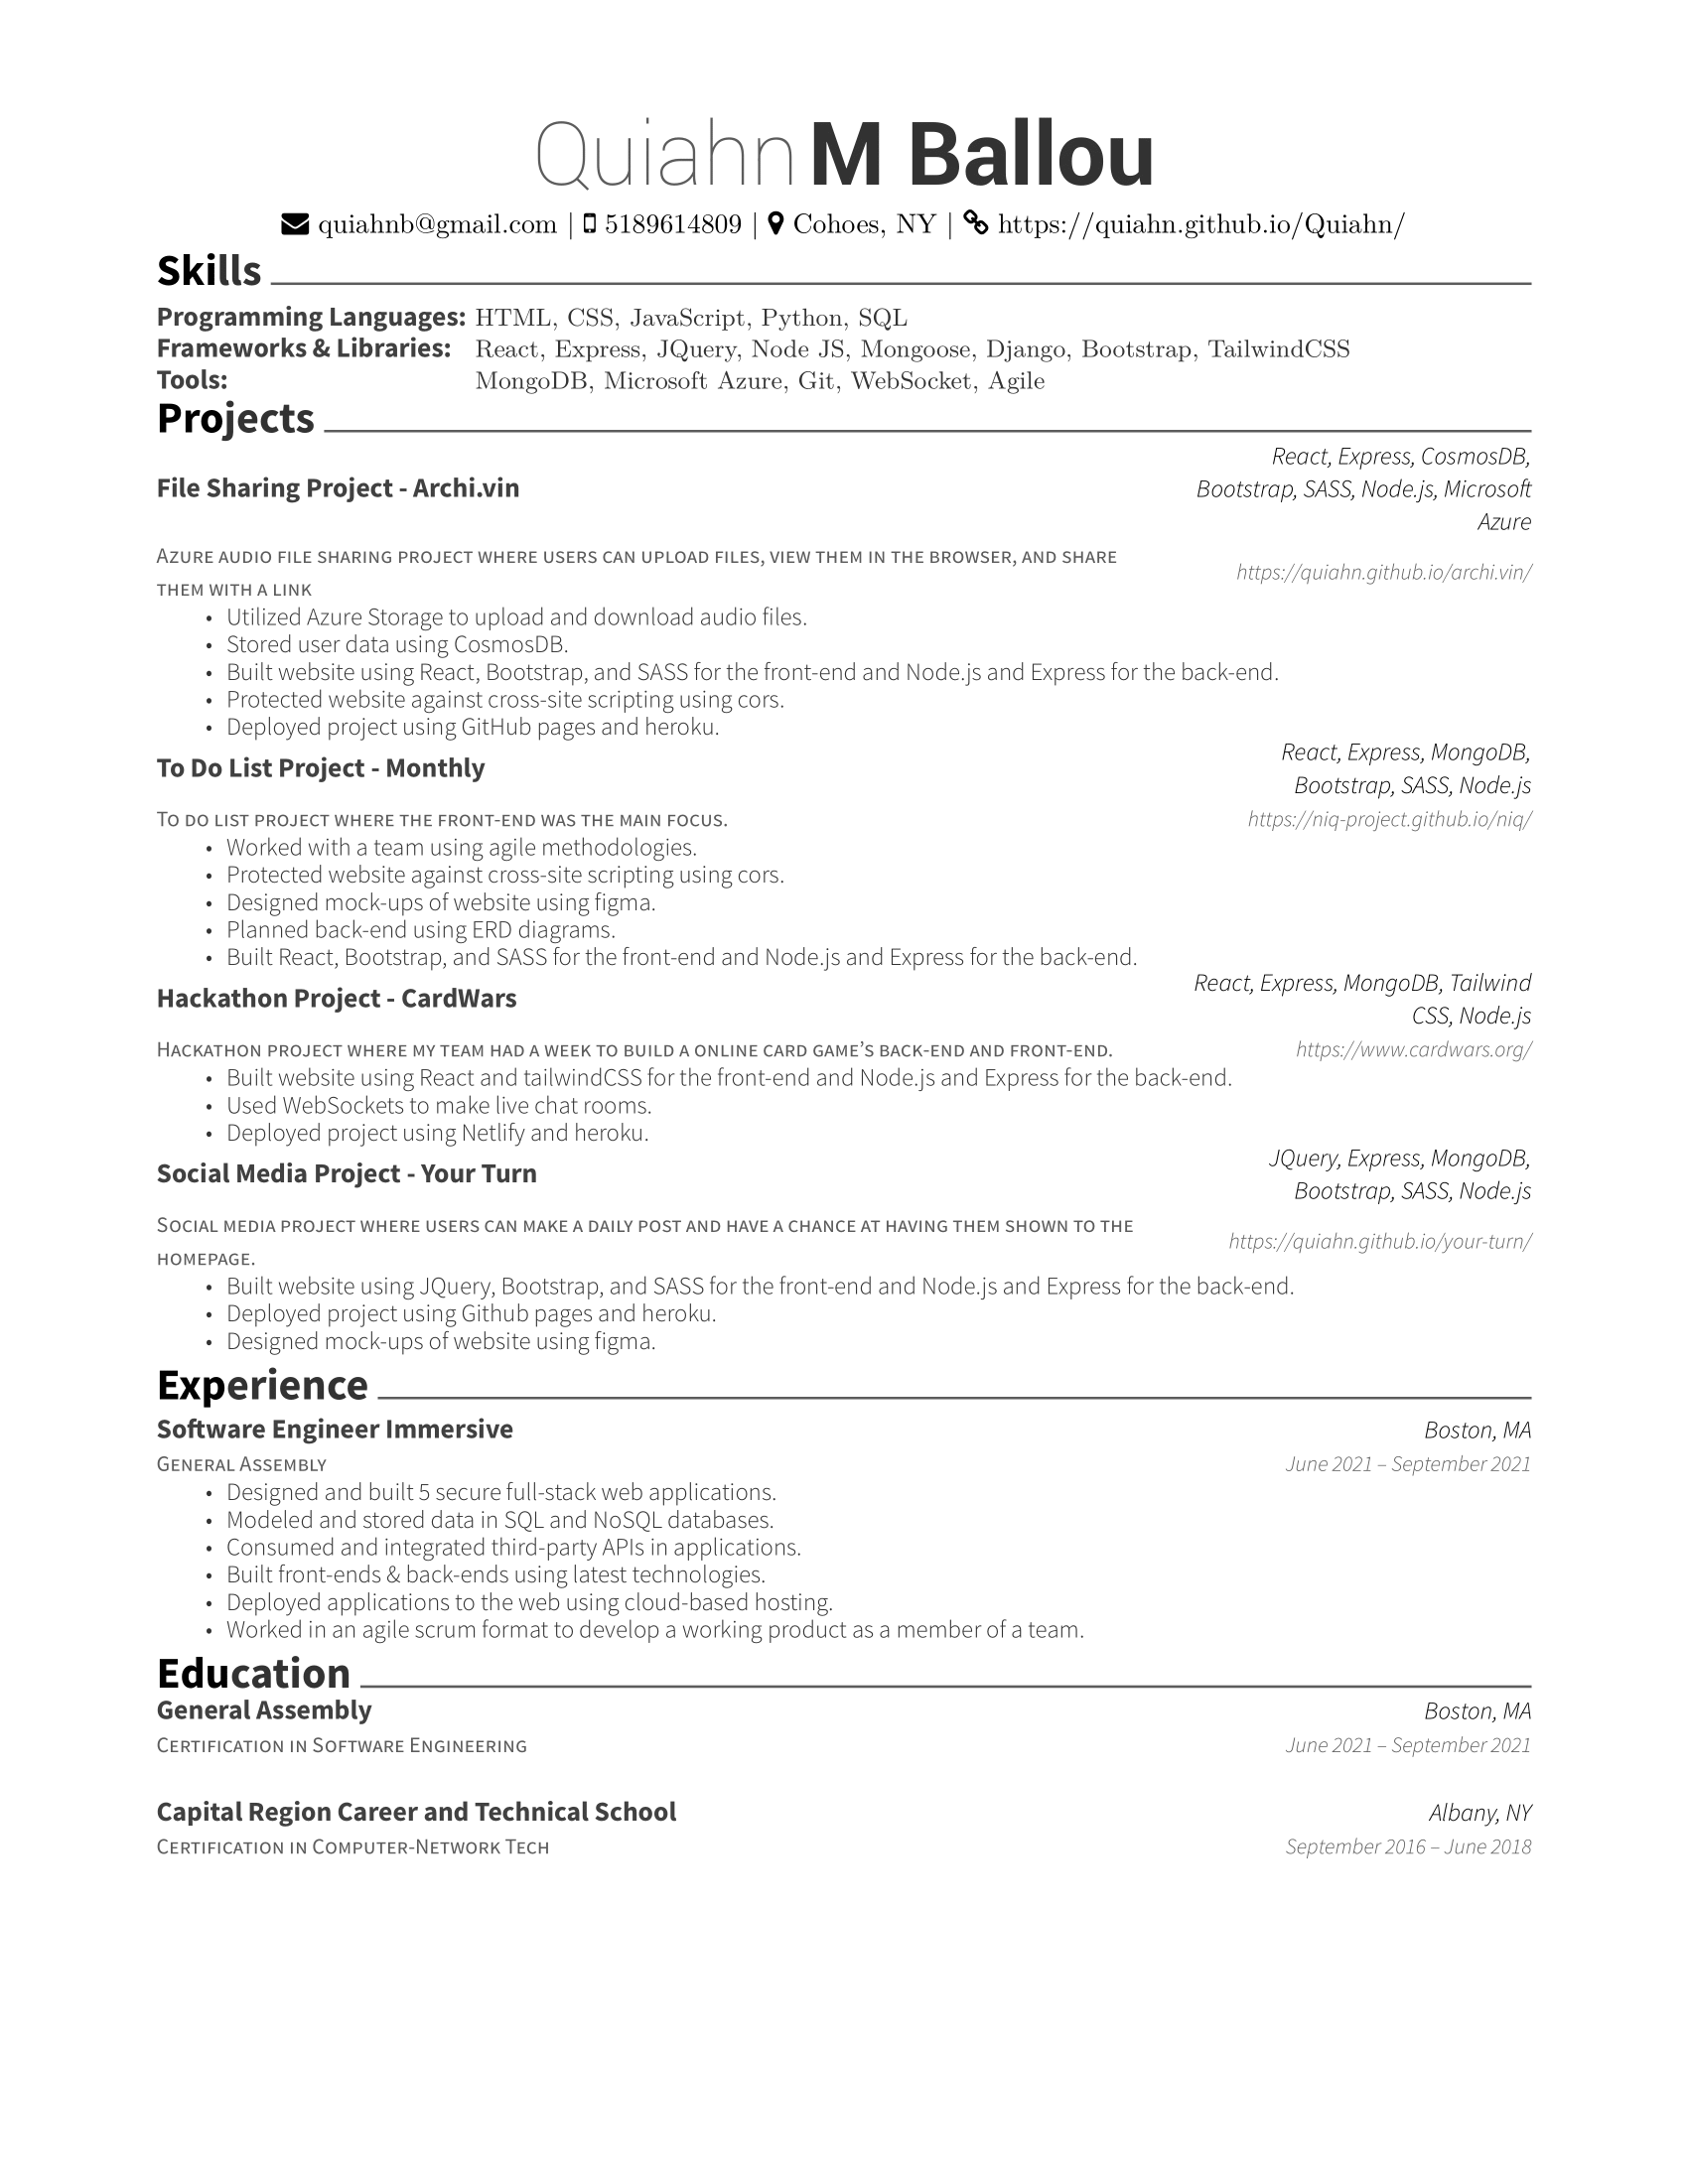 Quiahn M Ballou
quiahnb@gmail.com | 5189614809 | Cohoes, NY | https://quiahn.github.io/Quiahn/
Skills
Programming Languages: HTML, CSS, JavaScript, Python, SQL
Frameworks & Libraries: React, Express, JQuery, Node JS, Mongoose, Django, Bootstrap, TailwindCSS
Tools: MongoDB, Microsoft Azure, Git, WebSocket, Agile
Projects
File Sharing Project - Archi.vin
React, Express, CosmosDB,
Bootstrap, SASS, Node.js, Microsoft
Azure
Azure audio file sharing project where users can upload files, view them in the browser, and share
them with a link
https://quiahn.github.io/archi.vin/
• Utilized Azure Storage to upload and download audio files.
• Stored user data using CosmosDB.
• Built website using React, Bootstrap, and SASS for the front-end and Node.js and Express for the back-end.
• Protected website against cross-site scripting using cors.
• Deployed project using GitHub pages and heroku.
To Do List Project - Monthly
React, Express, MongoDB,
Bootstrap, SASS, Node.js
To do list project where the front-end was the main focus.
https://niq-project.github.io/niq/
• Worked with a team using agile methodologies.
• Protected website against cross-site scripting using cors.
• Designed mock-ups of website using figma.
• Planned back-end using ERD diagrams.
• Built React, Bootstrap, and SASS for the front-end and Node.js and Express for the back-end.
Hackathon Project - CardWars
React, Express, MongoDB, Tailwind
CSS, Node.js
Hackathon project where my team had a week to build a online card game's back-end and front-end.
https://www.cardwars.org/
• Built website using React and tailwindCSS for the front-end and Node.js and Express for the back-end.
• Used WebSockets to make live chat rooms.
• Deployed project using Netlify and heroku.
Social Media Project - Your Turn
JQuery, Express, MongoDB,
Bootstrap, SASS, Node.js
Social media project where users can make a daily post and have a chance at having them shown to the
homepage.
https://quiahn.github.io/your-turn/
• Built website using JQuery, Bootstrap, and SASS for the front-end and Node.js and Express for the back-end.
• Deployed project using Github pages and heroku.
• Designed mock-ups of website using figma.
Experience
Software Engineer Immersive
Boston, MA
General Assembly
June 2021 – September 2021
• Designed and built 5 secure full-stack web applications.
• Modeled and stored data in SQL and NoSQL databases.
• Consumed and integrated third-party APIs in applications.
• Built front-ends & back-ends using latest technologies.
• Deployed applications to the web using cloud-based hosting.
• Worked in an agile scrum format to develop a working product as a member of a team.
Education
General Assembly
Boston, MA
Certification in Software Engineering
June 2021 – September 2021
Capital Region Career and Technical School
Albany, NY
Certification in Computer-Network Tech
September 2016 – June 2018